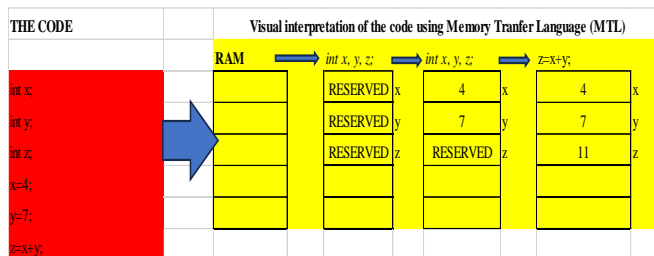 THE CODE Visual interpretation of the code using Memory Tranfer Language (MTL)
RAM int x, y, z; int x, y, z; z=x+y;
int x; RESERVED x 4 x 4 x
int y; RESERVED y 7 y 7 y
int z; RESERVED z RESERVED z 11 z
x=4;
y=7;
z=x+y;